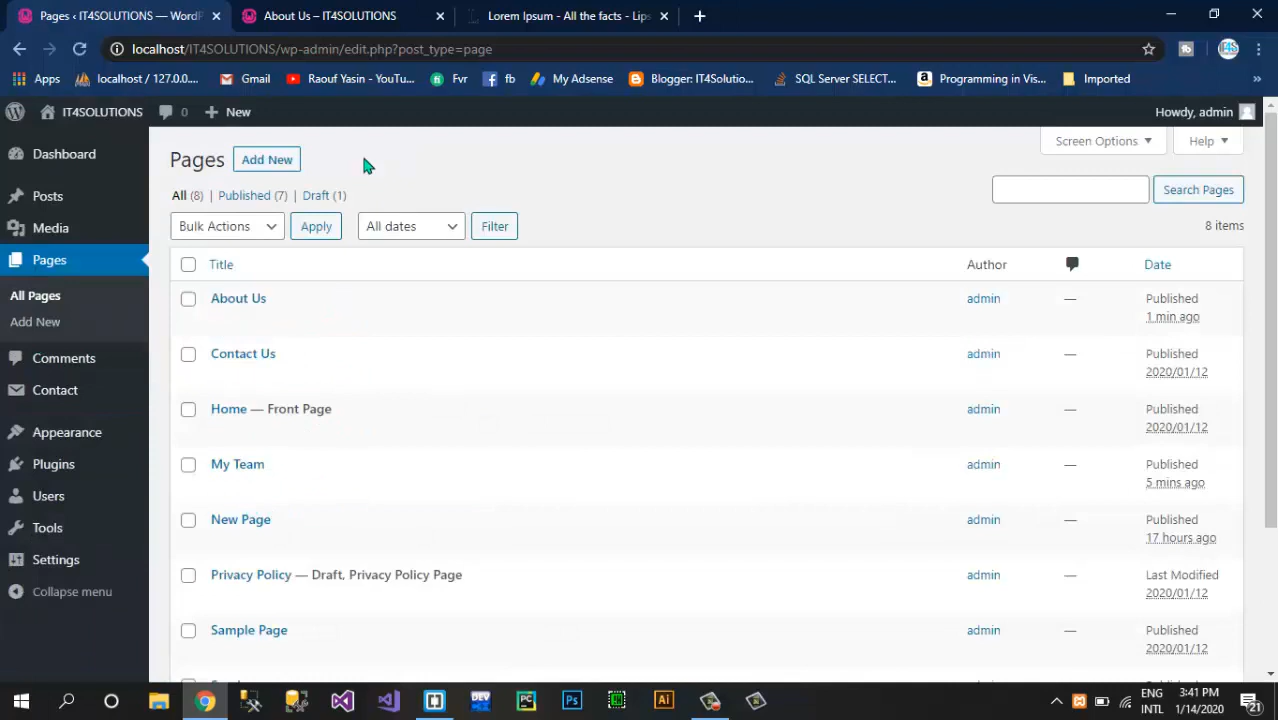 Pages ‹ IT4SOLUTIONS — WordP
About Us – IT4SOLUTIONS
Lorem Ipsum - All the facts - Lips
localhost/IT4SOLUTIONS/wp-admin/edit.php?post_type=page
Apps
localhost / 127.0.0....
Gmail
Raouf Yasin - YouTu...
Fvr
fb
My Adsense
Blogger: IT4Solutio...
SQL Server SELECT...
Programming in Vis...
Imported
»
IT4SOLUTIONS
0
New
Howdy, admin
Dashboard
Posts
Media
Pages
All Pages
Add New
Comments
Contact
Appearance
Plugins
Users
Tools
Settings
Collapse menu
Pages
Add New
Screen Options
Help
All (8) | Published (7) | Draft (1)
Search Pages
Bulk Actions
Apply
All dates
Filter
8 items
Title
Author
Date
About Us
admin
—
Published
1 min ago
Contact Us
admin
—
Published
2020/01/12
Home — Front Page
admin
—
Published
2020/01/12
My Team
admin
—
Published
5 mins ago
New Page
admin
—
Published
17 hours ago
Privacy Policy — Draft, Privacy Policy Page
admin
—
Last Modified
2020/01/12
Sample Page
admin
—
Published
2020/01/12
DEV
PC
Ps
Ai
ENG
INTL
3:41 PM
1/14/2020
21